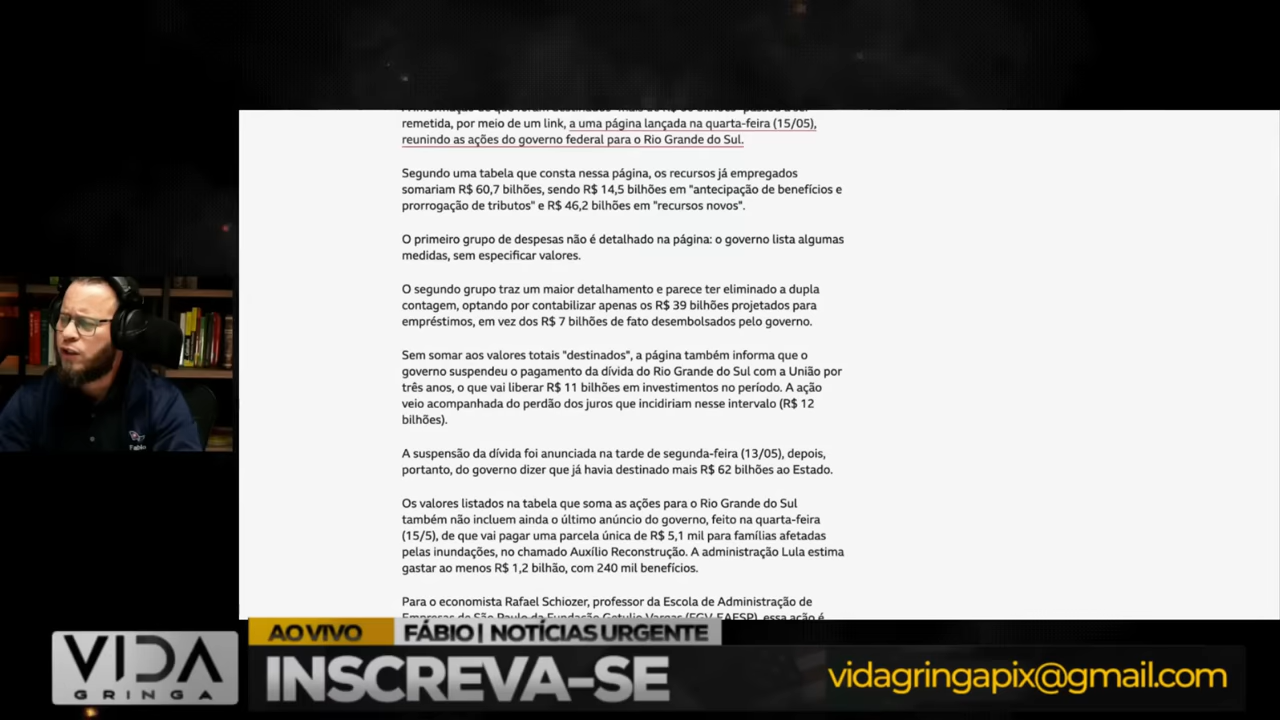 remetida, por meio de um link, a uma página lançada na quarta-feira (15/05),
reunindo as ações do governo federal para o Rio Grande do Sul.
Segundo uma tabela que consta nessa página, os recursos já empregados
somariam R$ 60,7 bilhões, sendo R$ 14,5 bilhões em "antecipação de benefícios e
prorrogação de tributos" e R$ 46,2 bilhões em "recursos novos".
O primeiro grupo de despesas não é detalhado na página: o governo lista algumas
medidas, sem especificar valores.
O segundo grupo traz um maior detalhamento e parece ter eliminado a dupla
contagem, optando por contabilizar apenas os R$ 39 bilhões projetados para
empréstimos, em vez dos R$ 7 bilhões de fato desembolsados pelo governo.
Sem somar aos valores totais "destinados", a página também informa que o
governo suspendeu o pagamento da dívida do Rio Grande do Sul com a União por
três anos, o que vai liberar R$ 11 bilhões em investimentos no período. A ação
veio acompanhada do perdão dos juros que incidiriam nesse intervalo (R$ 12
bilhões).
A suspensão da dívida foi anunciada na tarde de segunda-feira (13/05), depois,
portanto, do governo dizer que já havia destinado mais R$ 62 bilhões ao Estado.
Os valores listados na tabela que soma as ações para o Rio Grande do Sul
também não incluem ainda o último anúncio do governo, feito na quarta-feira
(15/5), de que vai pagar uma parcela única de R$ 5,1 mil para famílias afetadas
pelas inundações, no chamado Auxílio Reconstrução. A administração Lula estima
gastar ao menos R$ 1,2 bilhão, com 240 mil benefícios.
Para o economista Rafael Schiozer, professor da Escola de Administração de
Empresas de São Paulo da Fundação Getulio Vargas (FGV-EAESP), essa ação é
Fabio
AO VIVO
FÁBIO | NOTÍCIAS URGENTE
VIDA
GRINGA
INSCREVA-SE
vidagringapix@gmail.com